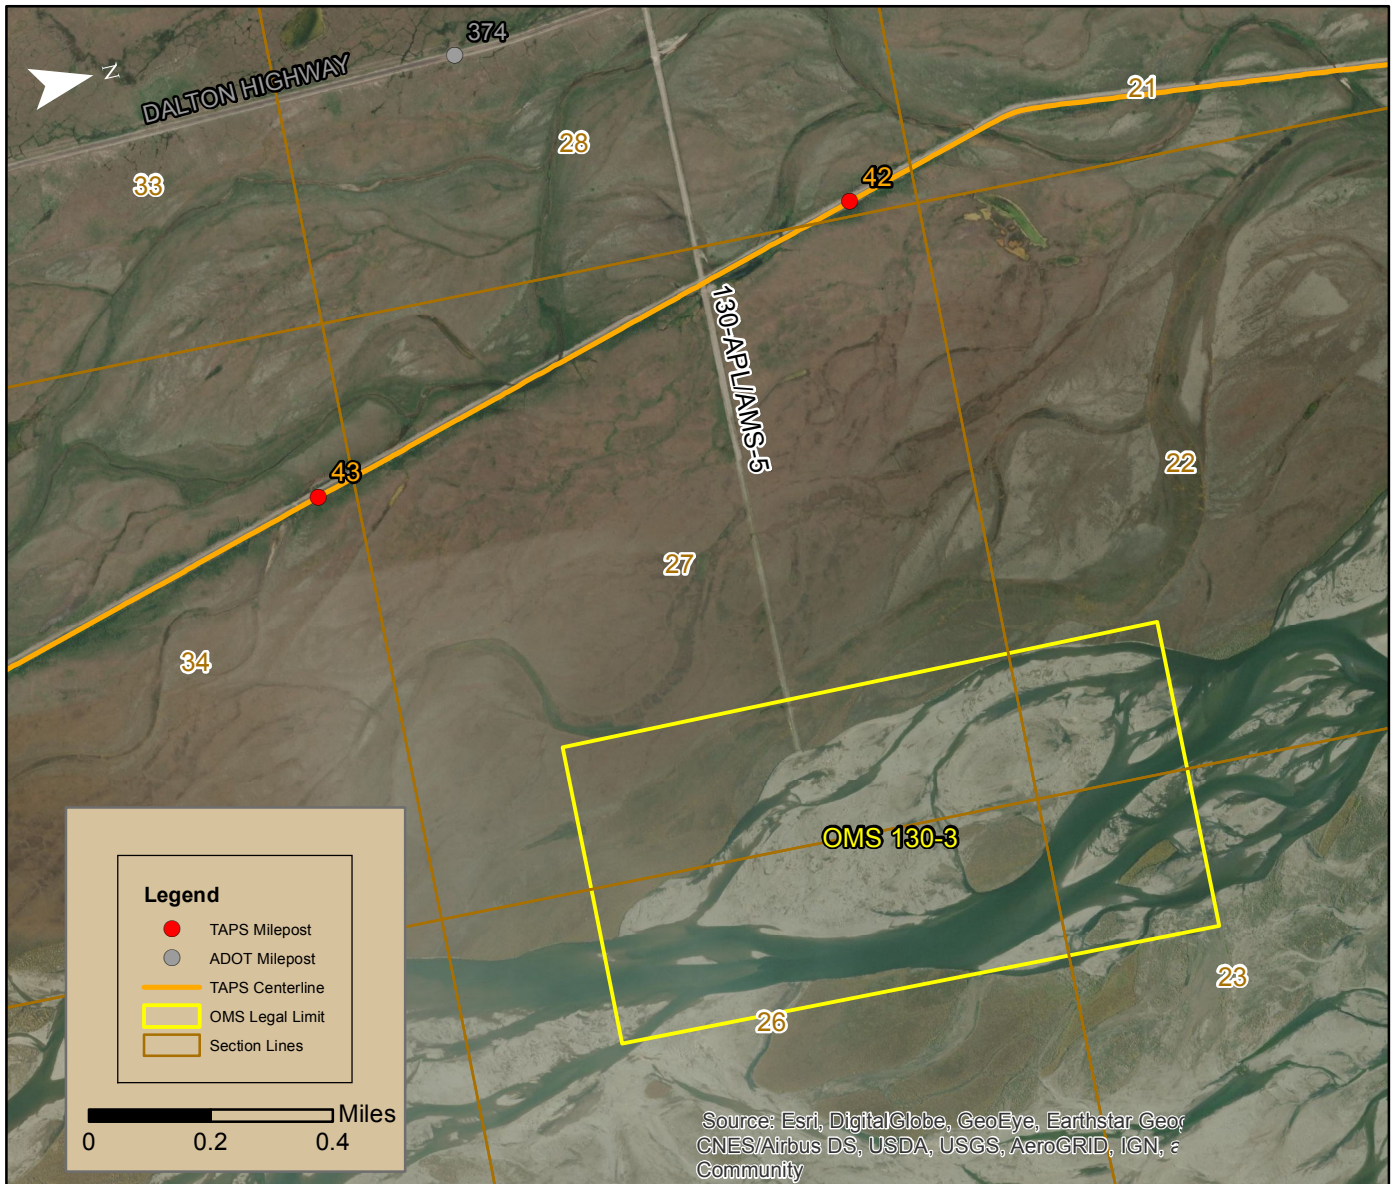 374
N
DALTON HIGHWAY
21
28
33
42
130-APL/AMS-5
43
22
27
34
OMS 130-3
23
26
Legend
TAPS Milepost
ADOT Milepost
TAPS Centerline
OMS Legal Limit
Section Lines
Miles
0 0.2 0.4
Source: Esri, DigitalGlobe, GeoEye, Earthstar
CNES/Airbus DS, USDA, USGS, AeroGRID, IGN,
Community